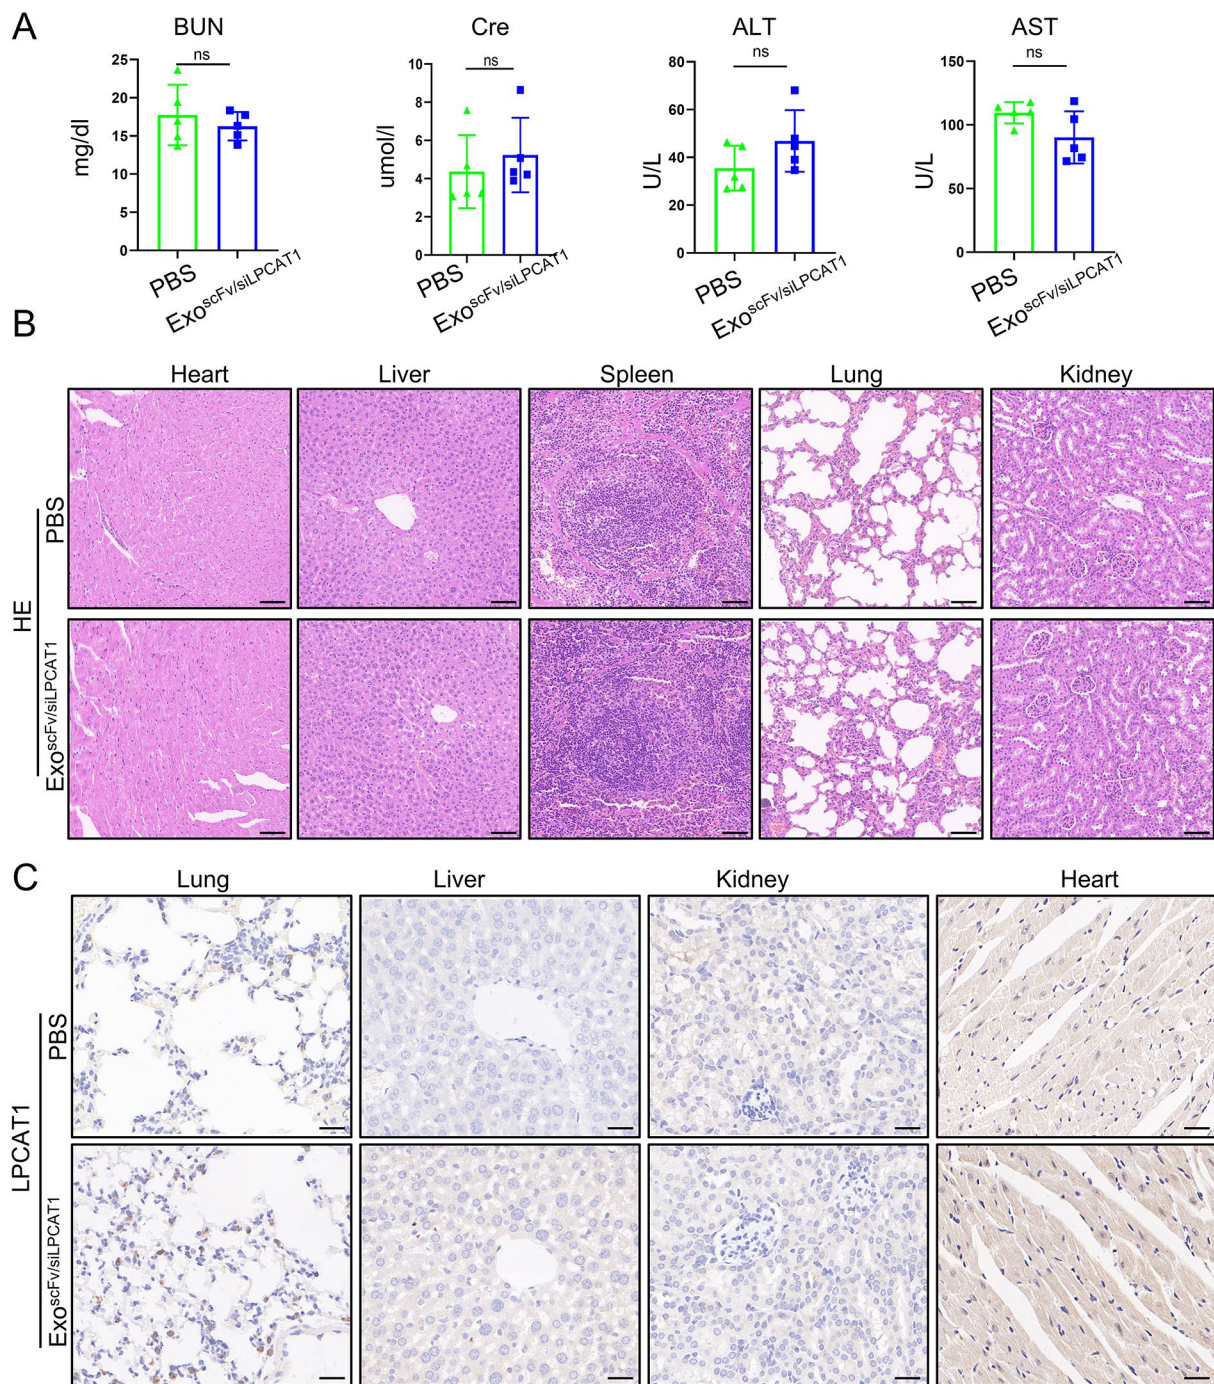 A
BUN
Cre
ALT
AST
ns
ns
ns
ns
mg/dl
25
20
15
10
5
0
umol/l
10
8
6
4
2
0
U/L
80
60
40
20
0
U/L
150
100
50
0
PBS
Exo^scFv/siLPCAT1
PBS
Exo^scFv/siLPCAT1
PBS
Exo^scFv/siLPCAT1
PBS
Exo^scFv/siLPCAT1
B
Heart
Liver
Spleen
Lung
Kidney
HE
PBS
Exo^scFv/siLPCAT1
C
Lung
Liver
Kidney
Heart
LPCAT1
PBS
Exo^scFv/siLPCAT1